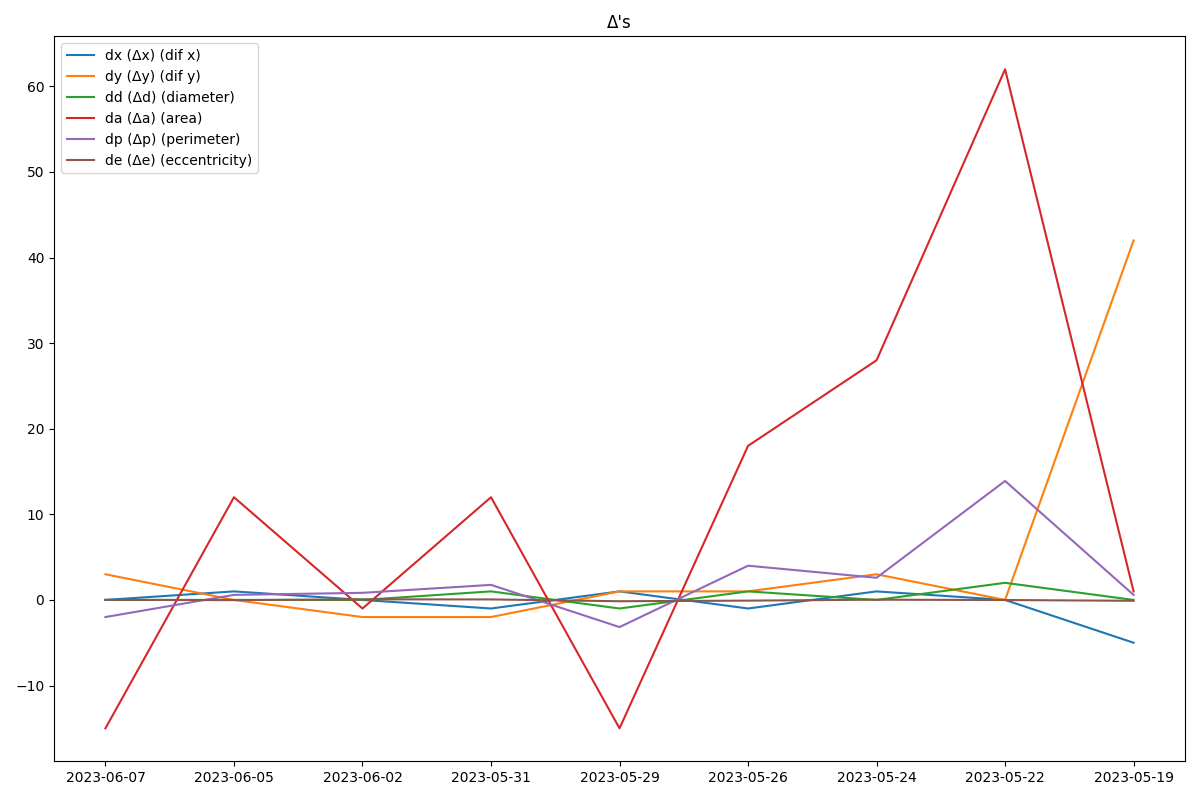 Δ's
dx (Δx) (dif x)
dy (Δy) (dif y)
dd (Δd) (diameter)
da (Δa) (area)
dp (Δp) (perimeter)
de (Δe) (eccentricity)
60
50
40
30
20
10
0
−10
2023-06-07 2023-06-05 2023-06-02 2023-05-31 2023-05-29 2023-05-26 2023-05-24 2023-05-22 2023-05-19